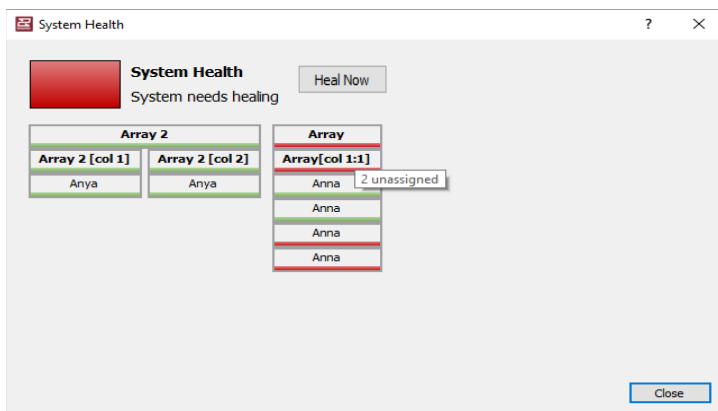 System Health
? ×
System Health
Heal Now
System needs healing
Array 2
Array
Array 2 [col 1]
Array 2 [col 2]
Array[col 1:1]
Anya
Anya
Anna
2 unassigned
Anna
Anna
Anna
Close